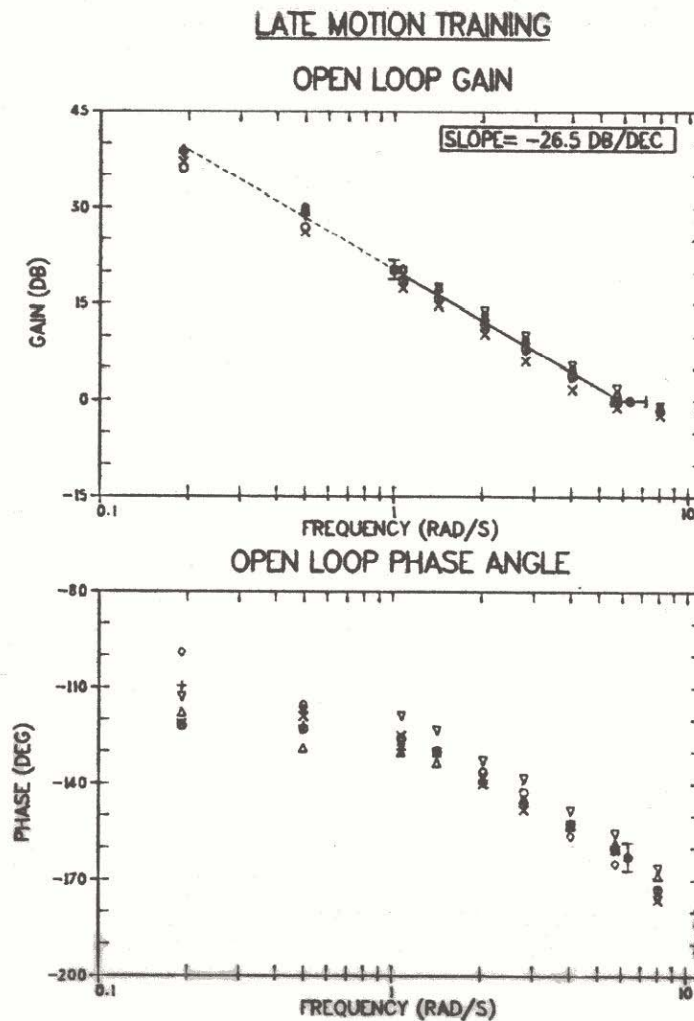 LATE MOTION TRAINING
OPEN LOOP GAIN
45
SLOPE= -26.5 DB/DEC
30
15
0
-15
GAIN (DB)
0.1
1
10
FREQUENCY (RAD/S)
OPEN LOOP PHASE ANGLE
-80
-110
-140
-170
-200
PHASE (DEG)
0.1
1
10
FREQUENCY (RAD/S)